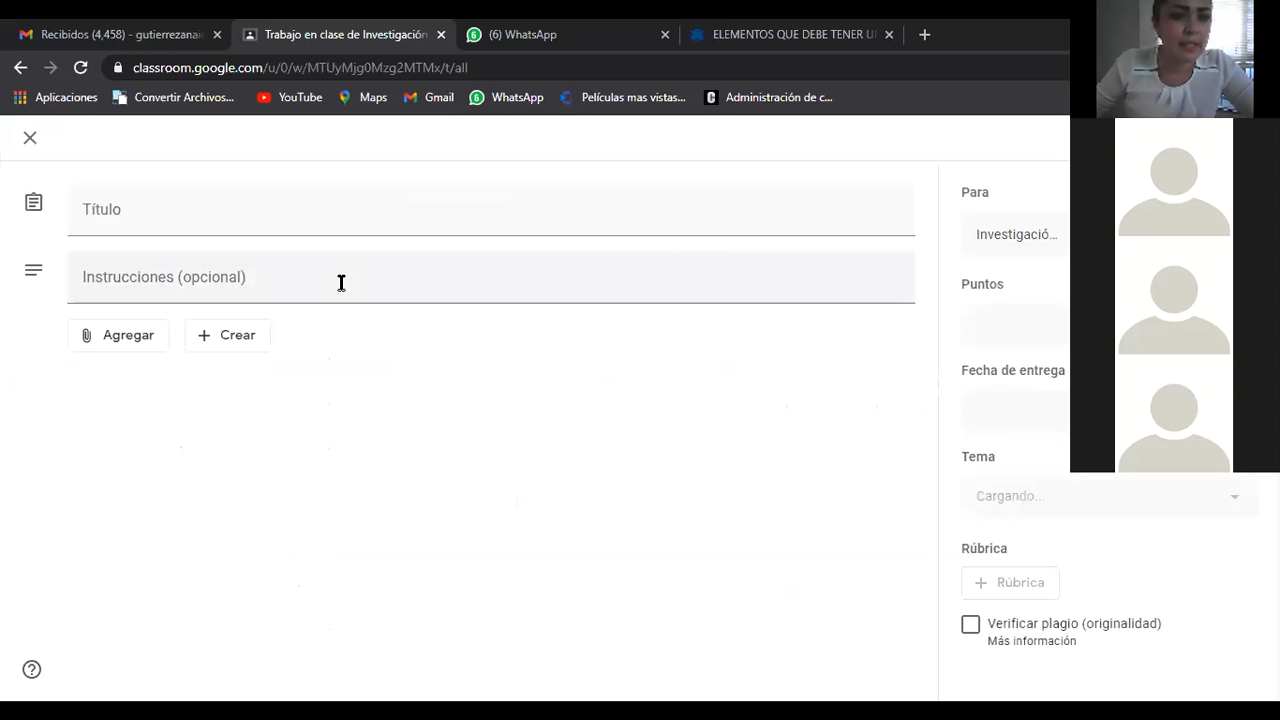 Recibidos (4,458) - gutierrezanai
Trabajo en clase de Investigación
(6) WhatsApp
ELEMENTOS QUE DEBE TENER U
classroom.google.com/u/0/w/MTUyMjg0Mzg2MTMx/t/all
Aplicaciones
Convertir Archivos...
YouTube
Maps
Gmail
WhatsApp
Películas mas vistas...
Administración de c...
Título
Instrucciones (opcional)
Agregar
Crear
Para
Investigació...
Puntos
Fecha de entrega
Tema
Cargando...
Rúbrica
Rúbrica
Verificar plagio (originalidad)
Más información